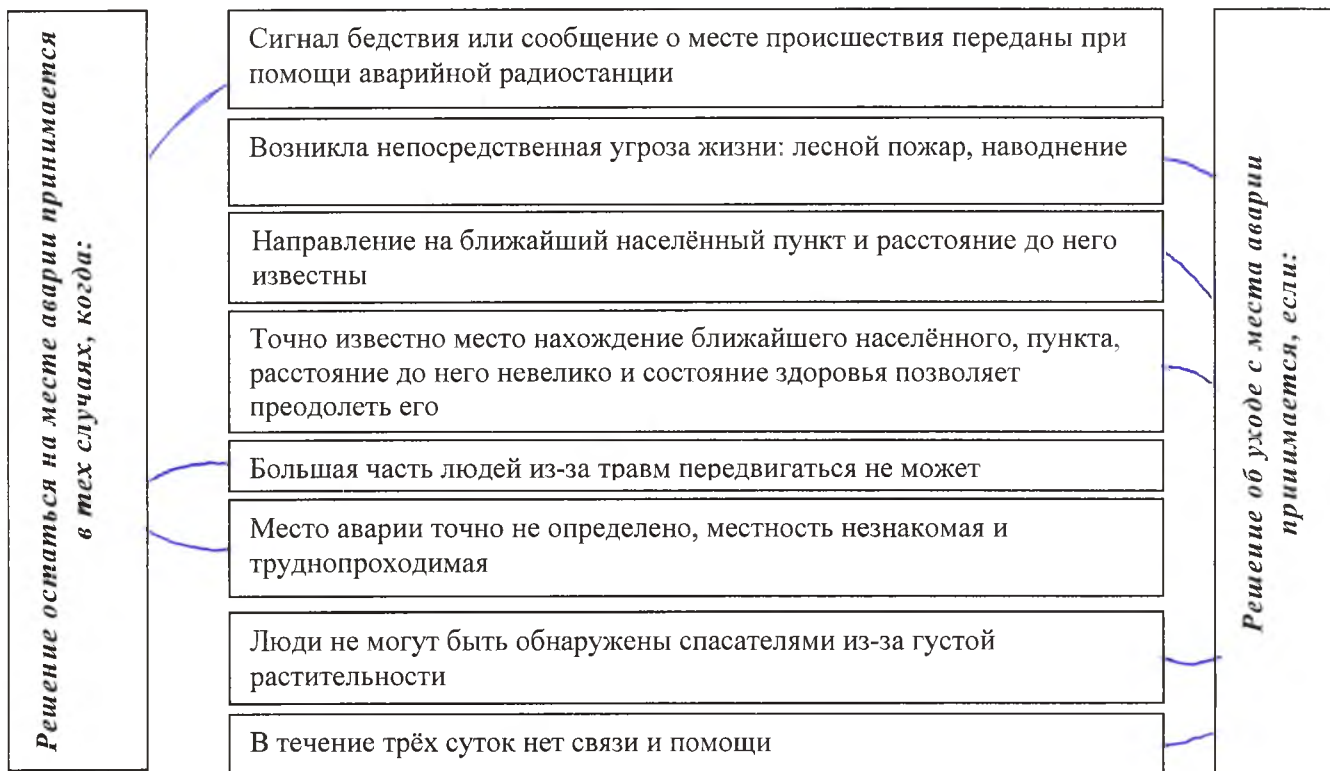 Решение остаться на месте аварии принимается
в тех случаях, когда:
Сигнал бедствия или сообщение о месте происшествия переданы при
помощи аварийной радиостанции
Возникла непосредственная угроза жизни: лесной пожар, наводнение
Направление на ближайший населённый пункт и расстояние до него
известны
Точно известно место нахождение ближайшего населённого, пункта,
расстояние до него невелико и состояние здоровья позволяет
преодолеть его
Большая часть людей из-за травм передвигаться не может
Место аварии точно не определено, местность незнакомая и
труднопроходимая
Люди не могут быть обнаружены спасателями из-за густой
растительности
В течение трёх суток нет связи и помощи
Решение об уходе с места аварии
принимается, если: